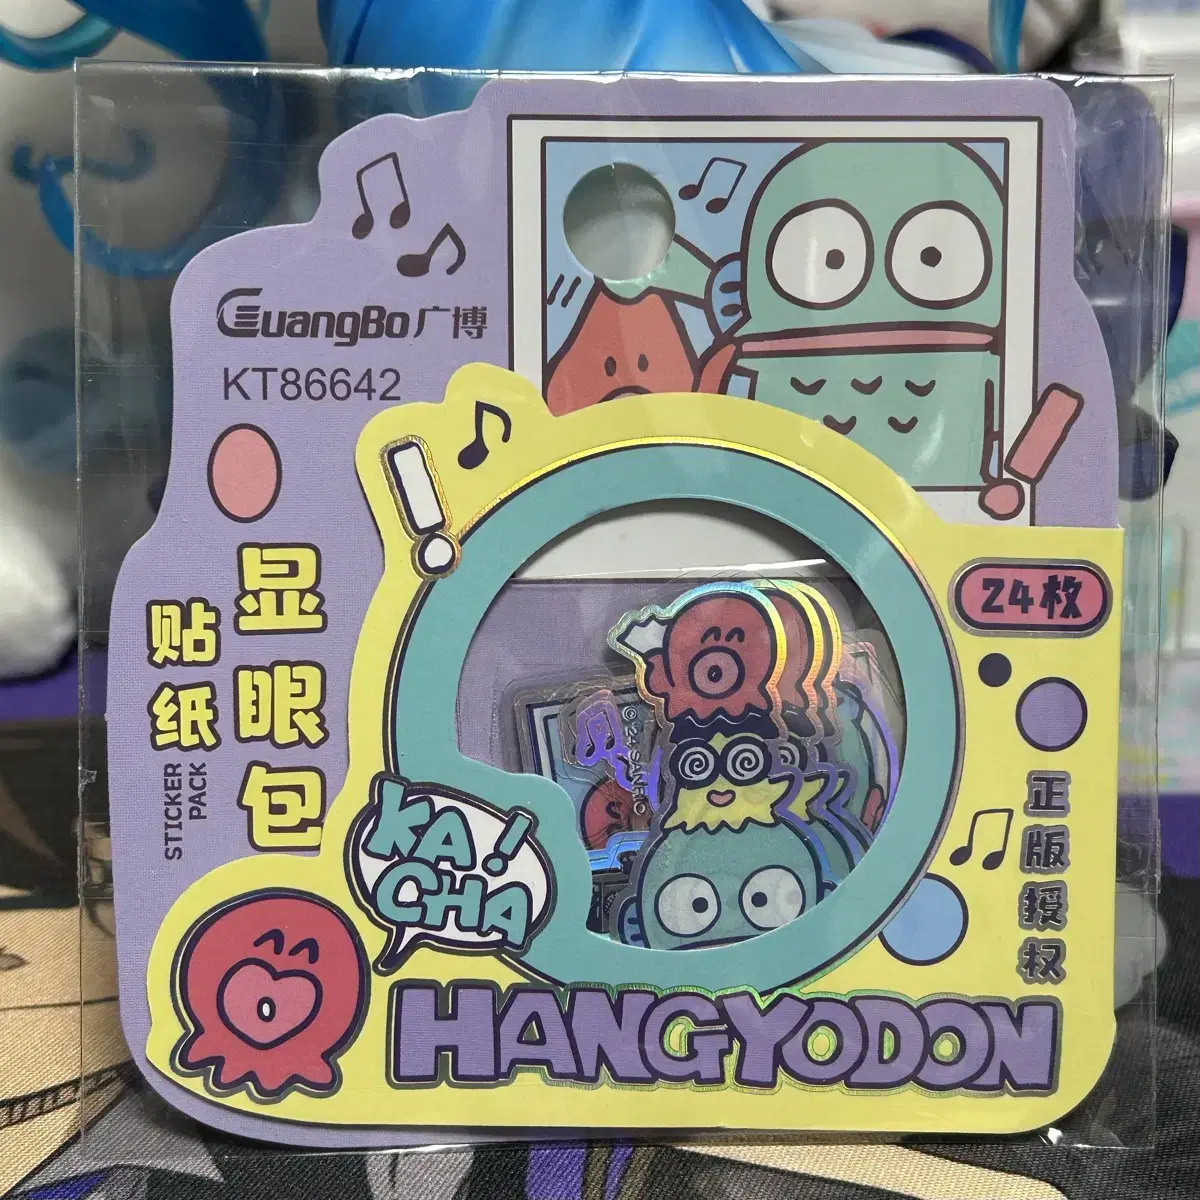 GuangBo广博
KT86642
显眼包
贴纸
STICKER
PACK
24枚
正版授权
©'24 SANRIO
KA!
CHA
HANGYODON